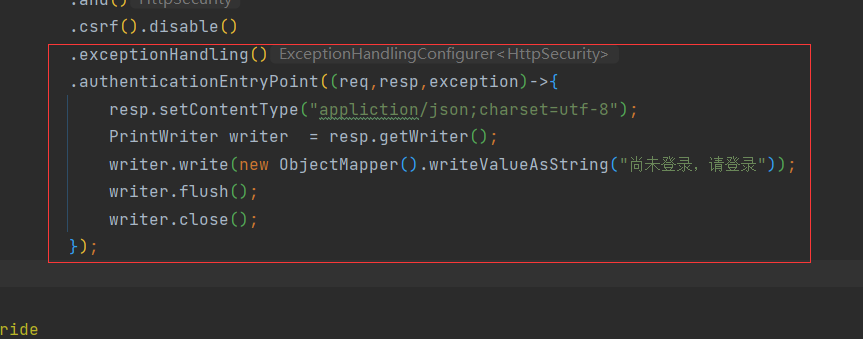 .and() HttpSecurity
.csrf().disable()
.exceptionHandling() ExceptionHandlingConfigurer<HttpSecurity>
.authenticationEntryPoint((req,resp,exception)->{
resp.setContentType("appliction/json;charset=utf-8");
PrintWriter writer  = resp.getWriter();
writer.write(new ObjectMapper().writeValueAsString("尚未登录，请登录"));
writer.flush();
writer.close();
});
ride